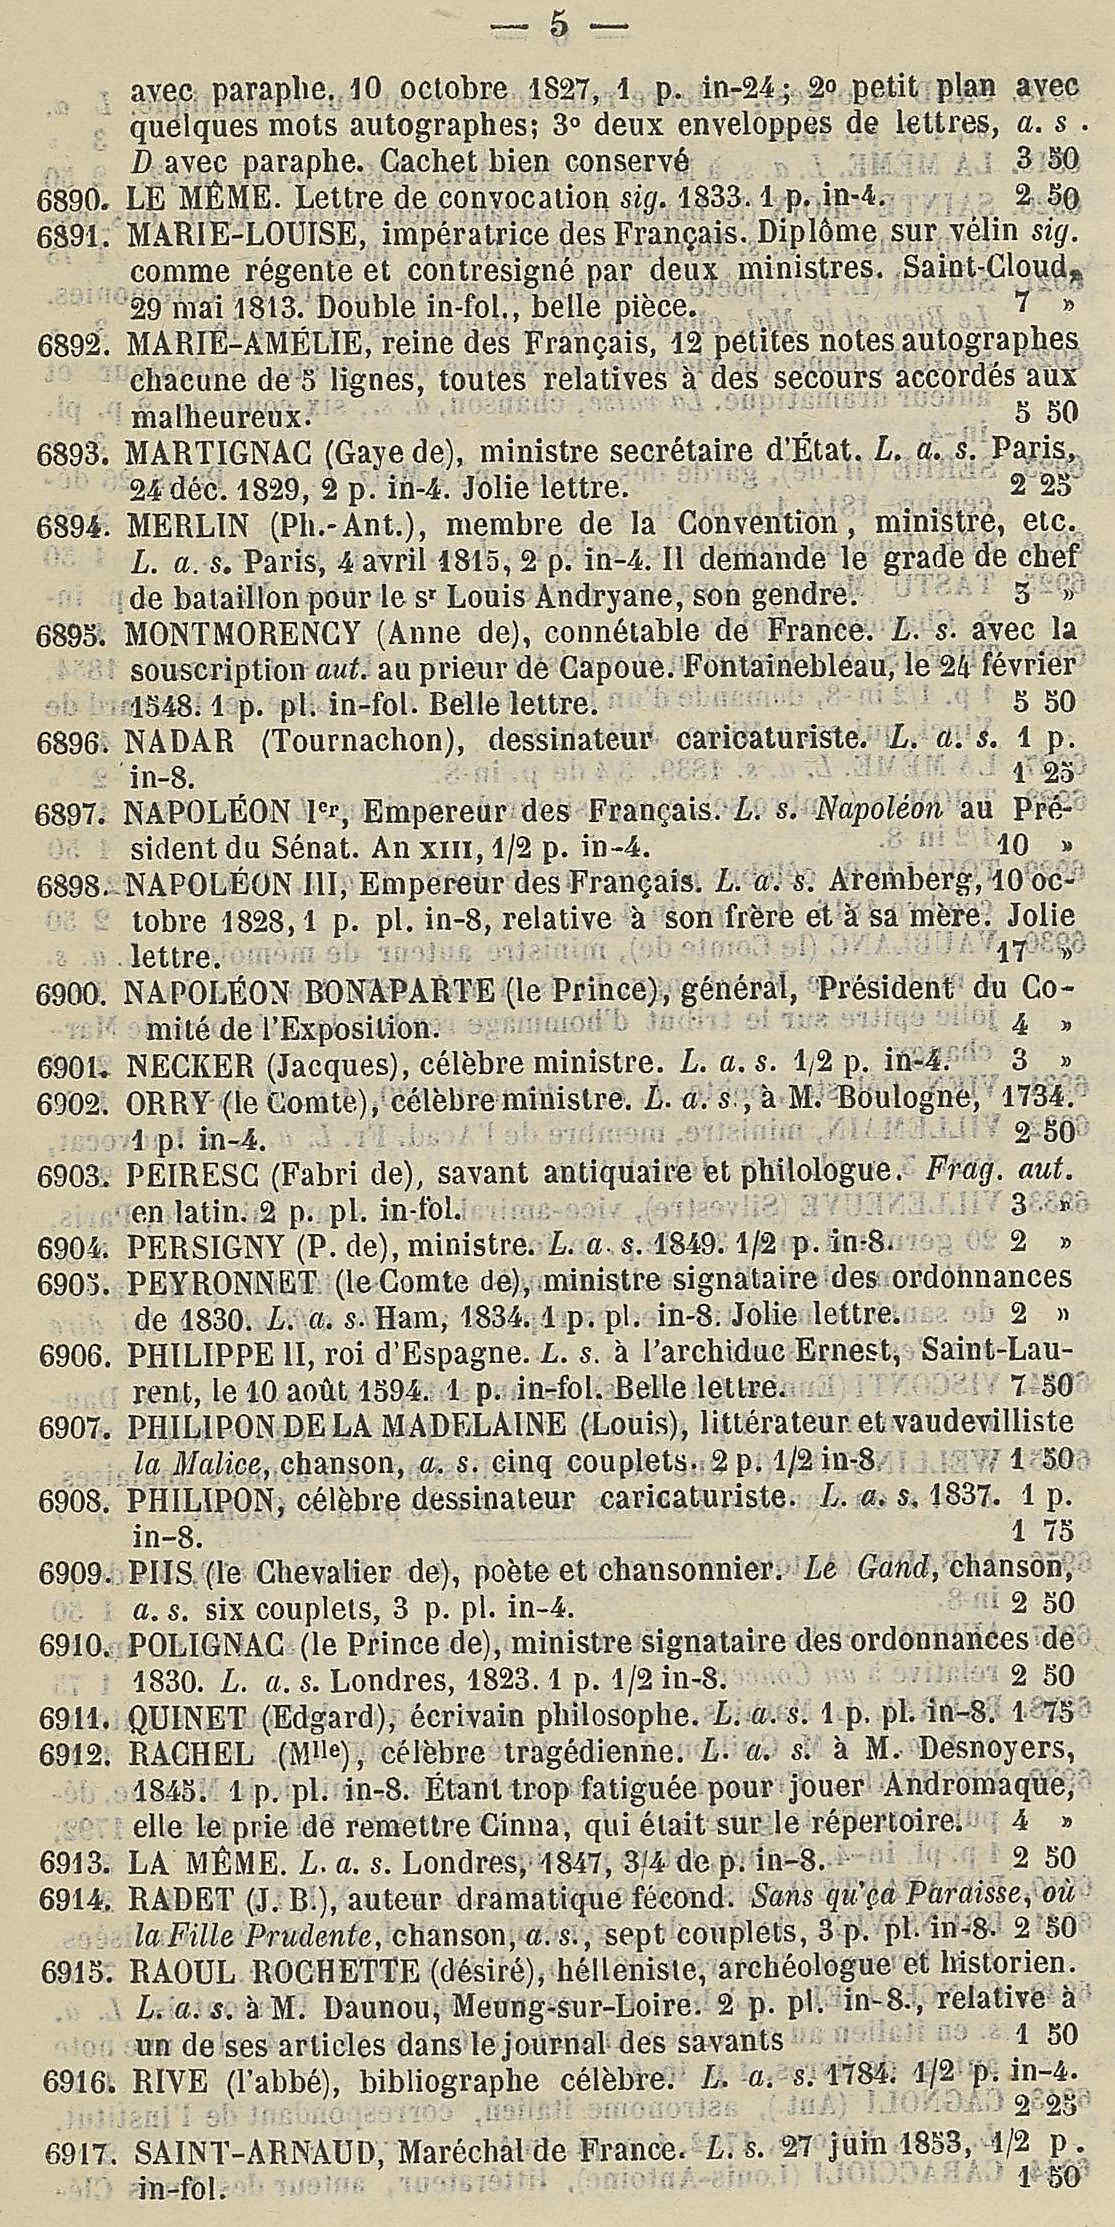 — 5 —
avec paraphe. 10 octobre 1827, 1 p. in-24; 2º petit plan avec
quelques mots autographes; 3º deux enveloppes de lettres, a. s.
D avec paraphe. Cachet bien conservé 3 50
6890. LE MÊME. Lettre de convocation sig. 1833. 1 p. in-4. 2 50
6891. MARIE-LOUISE, impératrice des Français. Diplôme sur vélin sig.
comme régente et contresigné par deux ministres. Saint-Cloud,
29 mai 1813. Double in-fol., belle pièce. 7 »
6892. MARIE-AMÉLIE, reine des Français, 12 petites notes autographes
chacune de 5 lignes, toutes relatives à des secours accordés aux
malheureux. 5 50
6893. MARTIGNAC (Gaye de), ministre secrétaire d'État. L. a. s. Paris,
24 déc. 1829, 2 p. in-4. Jolie lettre. 2 25
6894. MERLIN (Ph.-Ant.), membre de la Convention, ministre, etc.
L. a. s. Paris, 4 avril 1815, 2 p. in-4. Il demande le grade de chef
de bataillon pour le sʳ Louis Andryane, son gendre. 3 »
6895. MONTMORENCY (Anne de), connétable de France. L. s. avec la
souscription aut. au prieur de Capoue. Fontainebleau, le 24 février
1548. 1 p. pl. in-fol. Belle lettre. 5 50
6896. NADAR (Tournachon), dessinateur caricaturiste. L. a. s. 1 p.
in-8. 1 25
6897. NAPOLÉON Iᵉʳ, Empereur des Français. L. s. Napoléon au Pré-
sident du Sénat. An XIII, 1/2 p. in-4. 10 »
6898. NAPOLÉON III, Empereur des Français. L. a. s. Aremberg, 10 oc-
tobre 1828, 1 p. pl. in-8, relative à son frère et à sa mère. Jolie
lettre. 17 »
6900. NAPOLÉON BONAPARTE (le Prince), général, Président du Co-
mité de l'Exposition. 4 »
6901. NECKER (Jacques), célèbre ministre. L. a. s. 1/2 p. in-4. 3 »
6902. ORRY (le Comte), célèbre ministre. L. a. s., à M. Boulogne, 1734.
1 p. in-4. 2 50
6903. PEIRESC (Fabri de), savant antiquaire et philologue. Frag. aut.
en latin. 2 p. pl. in-fol. 3 »
6904. PERSIGNY (P. de), ministre. L. a. s. 1849. 1/2 p. in-8. 2 »
6905. PEYRONNET (le Comte de), ministre signataire des ordonnances
de 1830. L. a. s. Ham, 1834. 1 p. pl. in-8. Jolie lettre. 2 »
6906. PHILIPPE II, roi d'Espagne. L. s. à l'archiduc Ernest, Saint-Lau-
rent, le 10 août 1594. 1 p. in-fol. Belle lettre. 7 50
6907. PHILIPON DE LA MADELAINE (Louis), littérateur et vaudevilliste
la Malice, chanson, a. s. cinq couplets. 2 p. 1/2 in-8 1 50
6908. PHILIPON, célèbre dessinateur caricaturiste. L. a. s. 1837. 1 p.
in-8. 1 75
6909. PIIS (le Chevalier de), poète et chansonnier. Le Gand, chanson,
a. s. six couplets, 3 p. pl. in-4. 2 50
6910. POLIGNAC (le Prince de), ministre signataire des ordonnances de
1830. L. a. s. Londres, 1823. 1 p. 1/2 in-8. 2 50
6911. QUINET (Edgard), écrivain philosophe. L. a. s. 1 p. pl. in-8. 1 75
6912. RACHEL (Mˡˡᵉ), célèbre tragédienne. L. a. s. à M. Desnoyers,
1845. 1 p. pl. in-8. Étant trop fatiguée pour jouer Andromaque,
elle le prie de remettre Cinna, qui était sur le répertoire. 4 »
6913. LA MÊME. L. a. s. Londres, 1847, 3/4 de p. in-8. 2 50
6914. RADET (J. B.), auteur dramatique fécond. Sans qu'ça Paraisse, où
la Fille Prudente, chanson, a. s., sept couplets, 3 p. pl. in-8. 2 50
6915. RAOUL ROCHETTE (désiré), hélleniste, archéologue et historien.
L. a. s. à M. Daunou, Meung-sur-Loire. 2 p. pl. in-8., relative à
un de ses articles dans le journal des savants 1 50
6916. RIVE (l'abbé), bibliographe célèbre. L. a. s. 1784. 1/2 p. in-4.
2 25
6917. SAINT-ARNAUD, Maréchal de France. L. s. 27 juin 1853, 1/2 p.
in-fol. 1 50